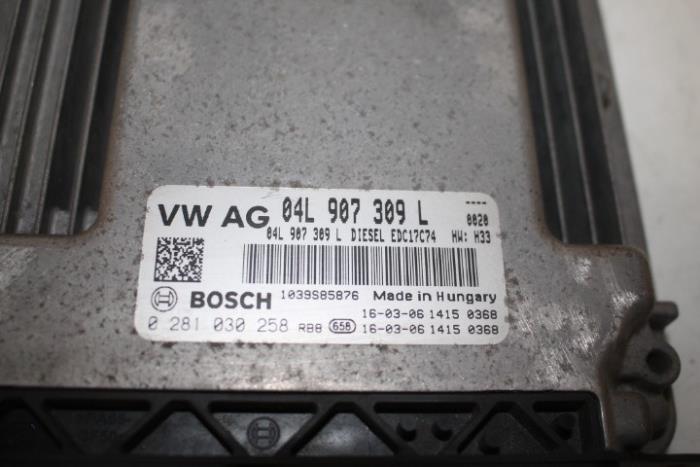 VW AG 04L 907 309 L ----
0020
04L 907 309 L DIESEL EDC17C74 HW: H33
BOSCH 1039S85876 Made in Hungary
16-03-06 1415 0368
0 281 030 258 RBB 658 16-03-06 1415 0368